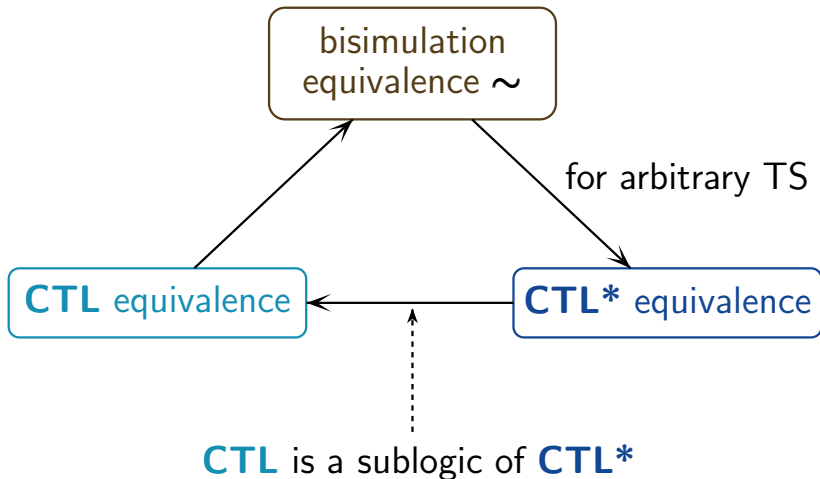 bisimulation
equivalence ∼
for arbitrary TS
CTL equivalence
CTL* equivalence
CTL is a sublogic of CTL*